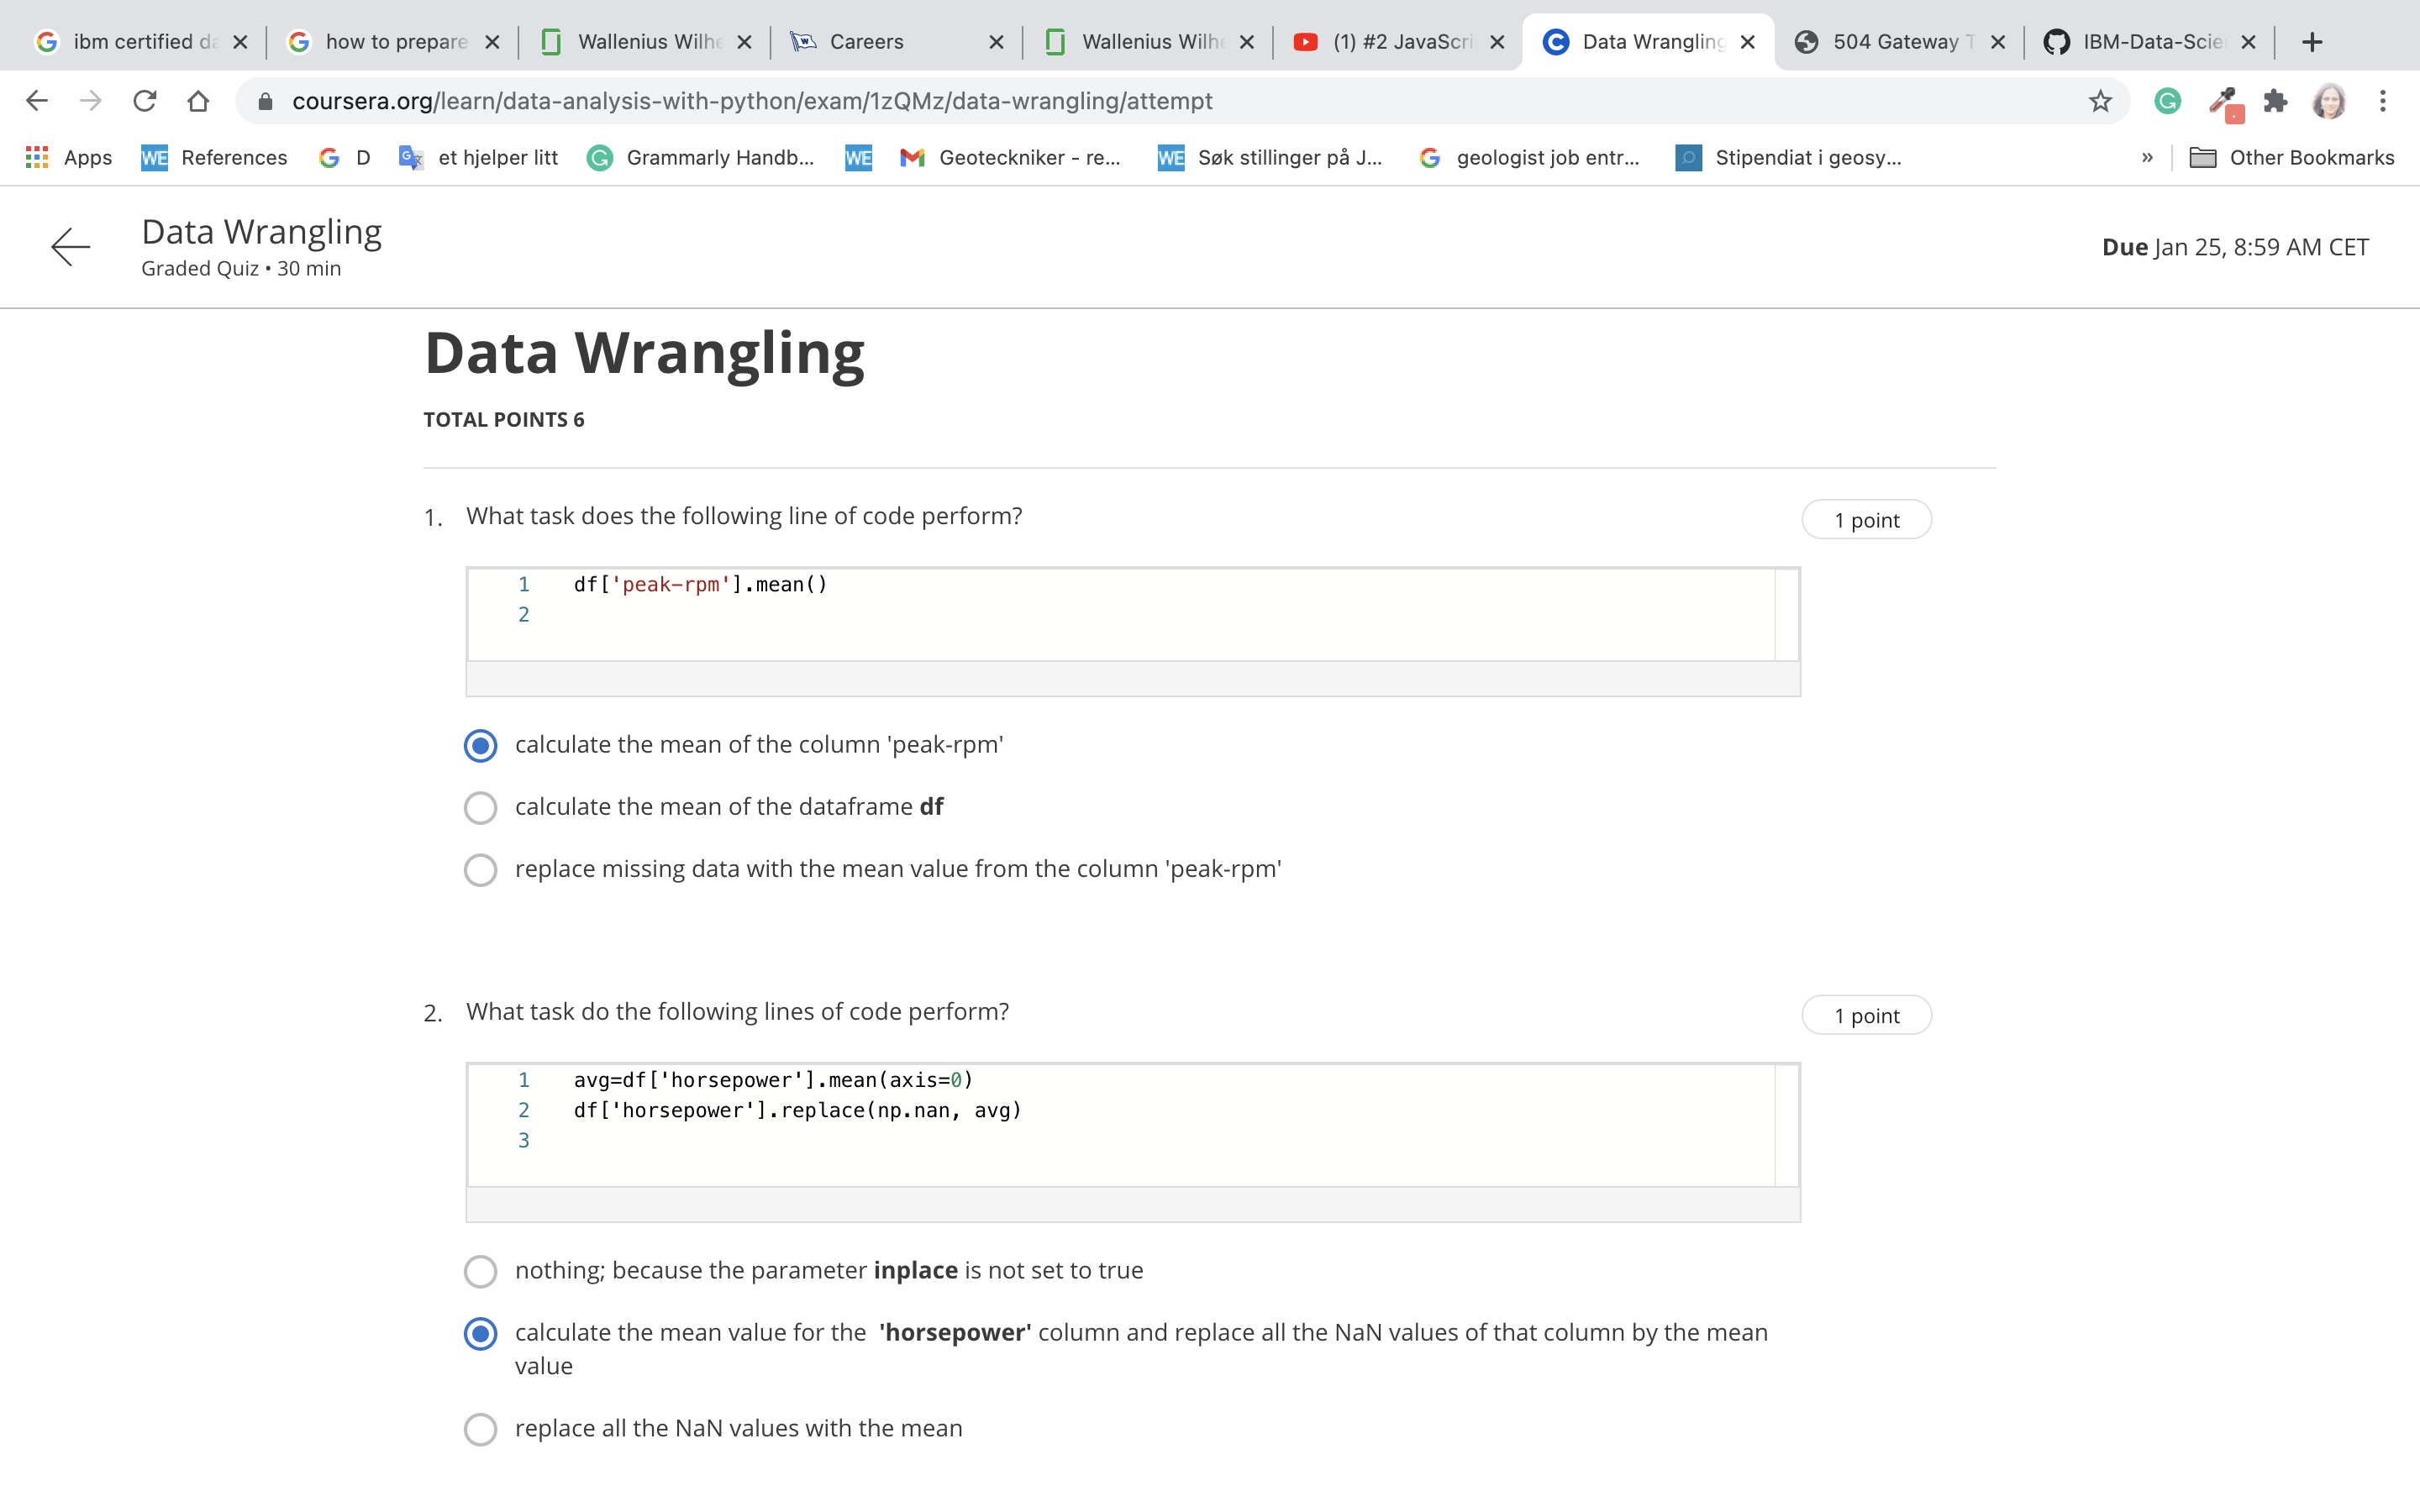 ibm certified da
how to prepare
Wallenius Wilhe
Careers
Wallenius Wilhe
(1) #2 JavaScri
Data Wrangling
504 Gateway T
IBM-Data-Scie
coursera.org/learn/data-analysis-with-python/exam/1zQMz/data-wrangling/attempt
Apps
WE References
D
et hjelper litt
Grammarly Handb...
WE
Geoteckniker - re...
WE Søk stillinger på J...
geologist job entr...
Stipendiat i geosy...
»
Other Bookmarks
Data Wrangling
Graded Quiz • 30 min
Due Jan 25, 8:59 AM CET
Data Wrangling
TOTAL POINTS 6
1. What task does the following line of code perform?
1 point
1 df['peak-rpm'].mean()
2
calculate the mean of the column 'peak-rpm'
calculate the mean of the dataframe df
replace missing data with the mean value from the column 'peak-rpm'
2. What task do the following lines of code perform?
1 point
1 avg=df['horsepower'].mean(axis=0)
2 df['horsepower'].replace(np.nan, avg)
3
nothing; because the parameter inplace is not set to true
calculate the mean value for the 'horsepower' column and replace all the NaN values of that column by the mean
value
replace all the NaN values with the mean